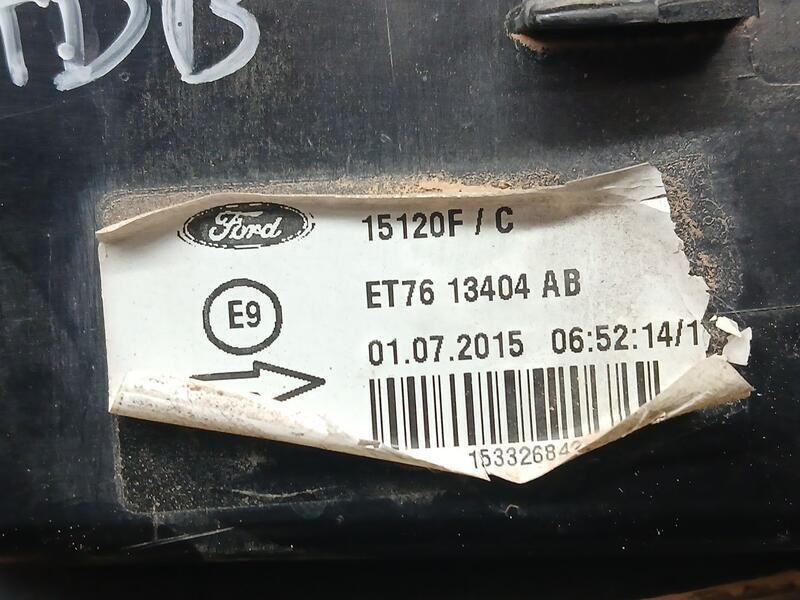 Ford
15120F / C
ET76 13404 AB
E9
01.07.2015 06:52:14/1
15332684